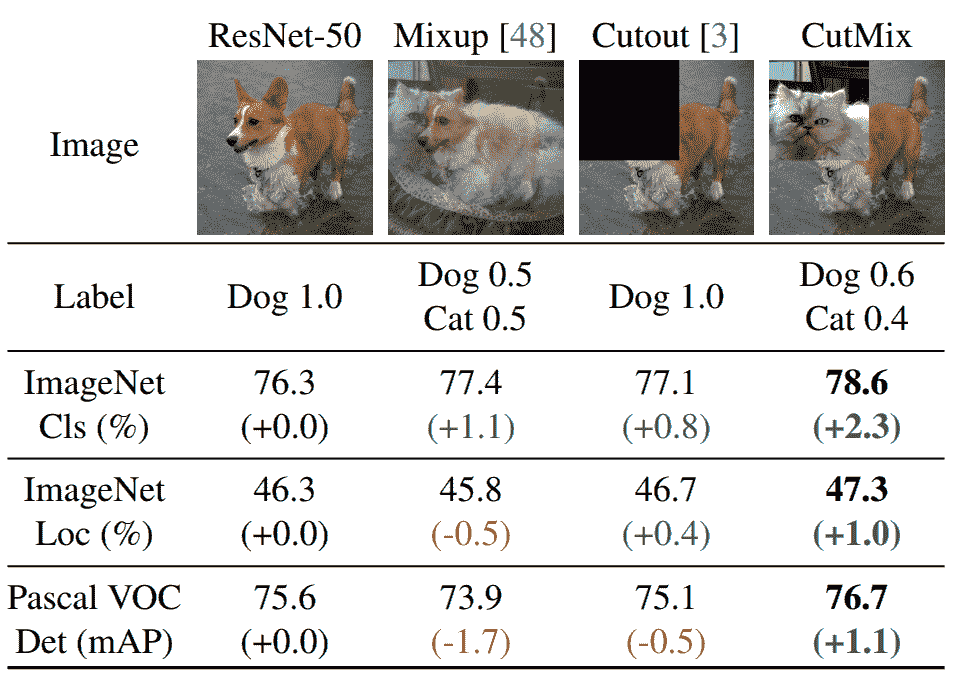 ResNet-50 Mixup [48] Cutout [3] CutMix
Image
Label Dog 1.0 Dog 0.5 Cat 0.5 Dog 1.0 Dog 0.6 Cat 0.4
ImageNet 76.3 77.4 77.1 78.6
Cls (%) (+0.0) (+1.1) (+0.8) (+2.3)
ImageNet 46.3 45.8 46.7 47.3
Loc (%) (+0.0) (-0.5) (+0.4) (+1.0)
Pascal VOC 75.6 73.9 75.1 76.7
Det (mAP) (+0.0) (-1.7) (-0.5) (+1.1)